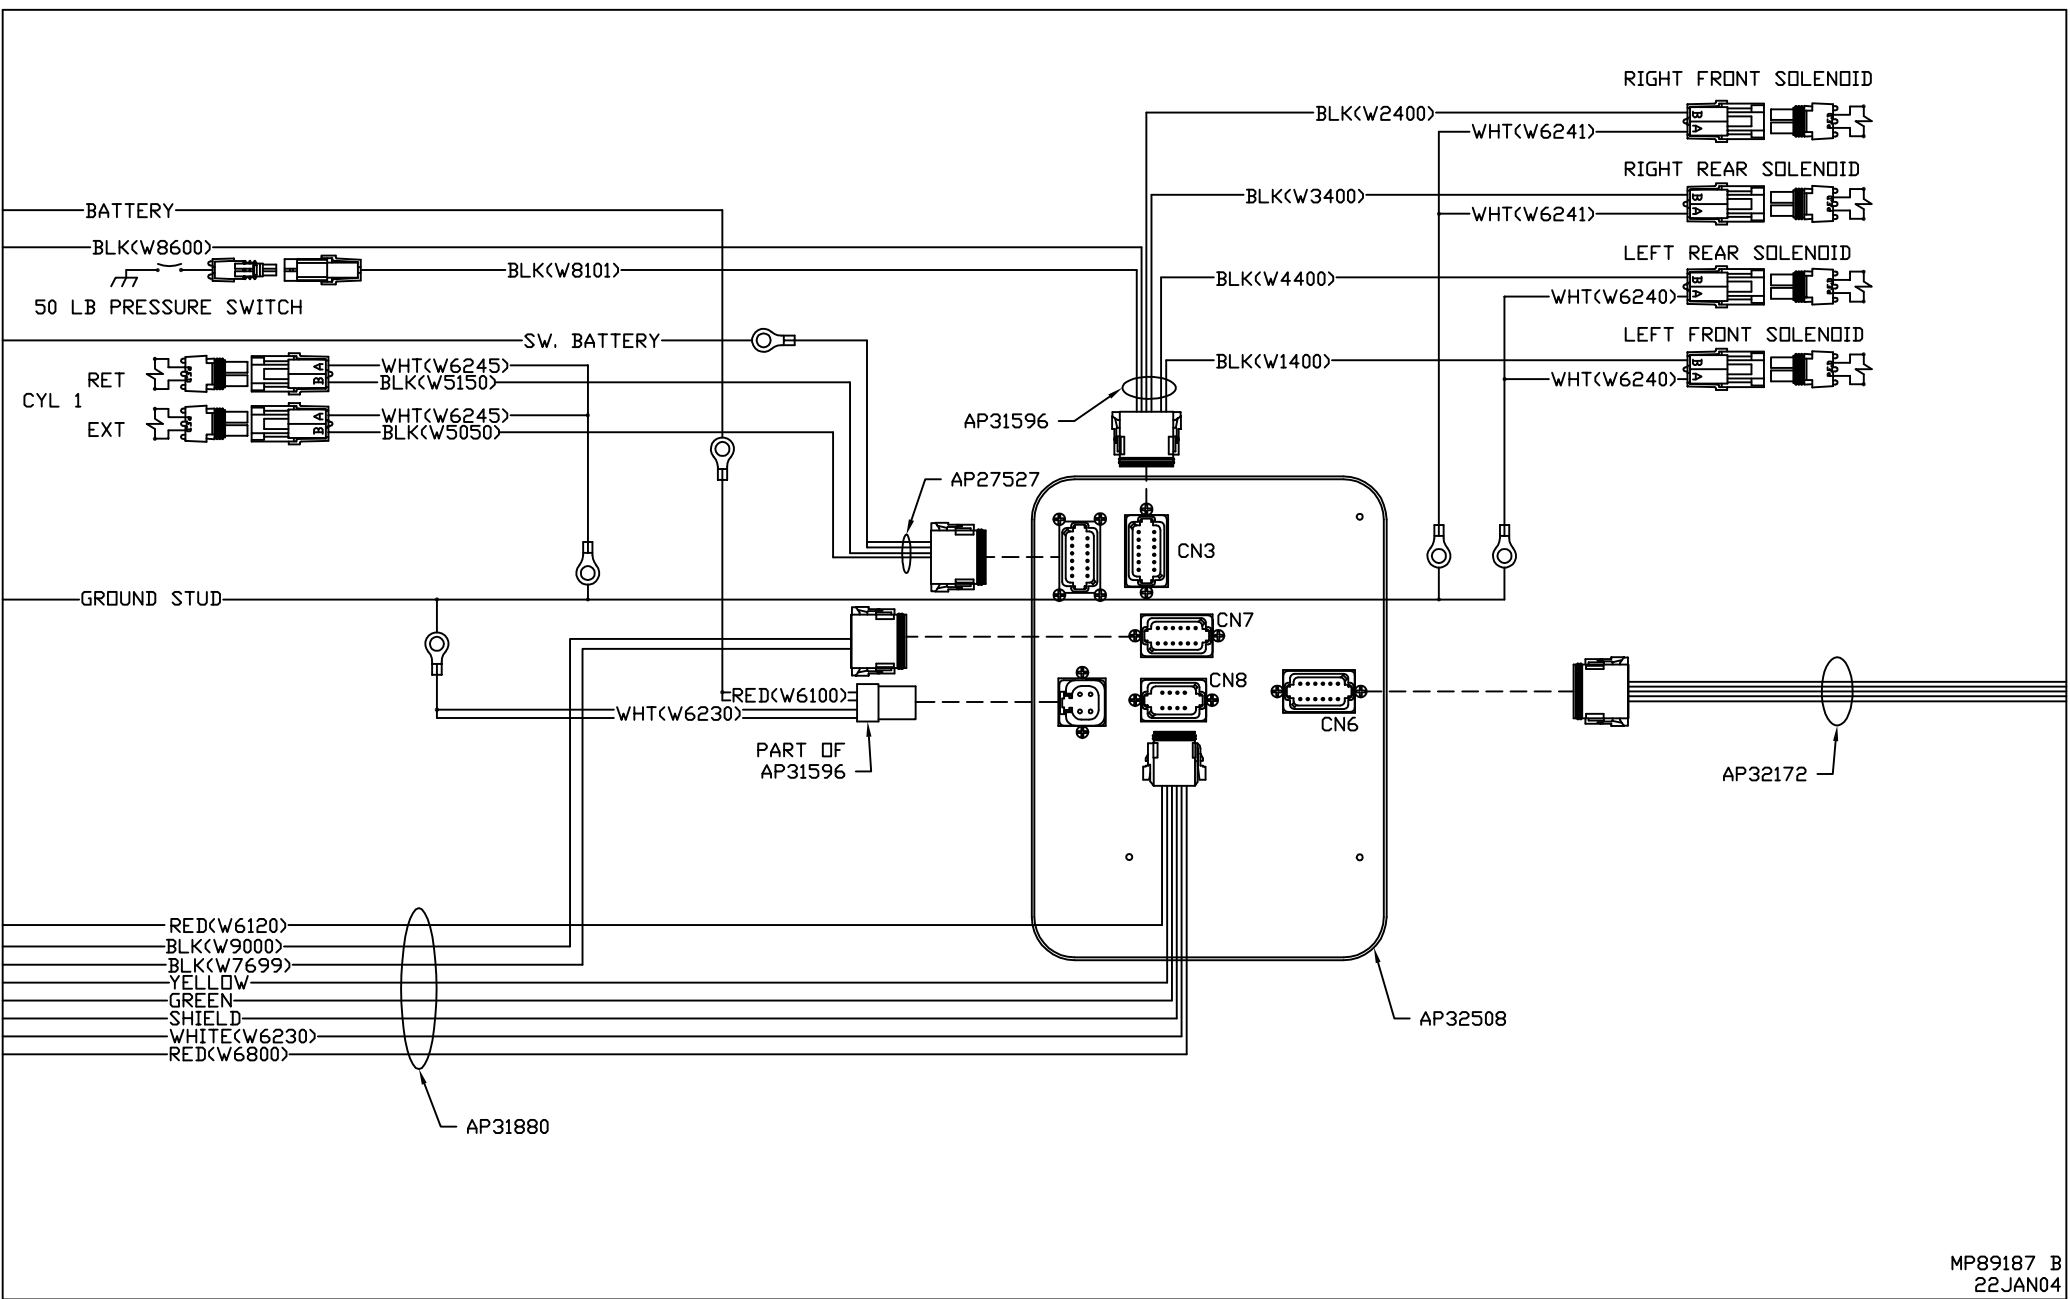 RIGHT FRONT SOLENOID
BLK(W2400)
B
A
WHT(W6241)
RIGHT REAR SOLENOID
BLK(W3400)
B
A
WHT(W6241)
BATTERY
BLK(W8600)
LEFT REAR SOLENOID
BLK(W8101)
BLK(W4400)
B
A
WHT(W6240)
50 LB PRESSURE SWITCH
LEFT FRONT SOLENOID
SW. BATTERY
BLK(W1400)
B
A
WHT(W6240)
RET
A
B
WHT(W6245)
BLK(W5150)
CYL 1
EXT
A
B
WHT(W6245)
BLK(W5050)
AP31596
AP27527
CN3
GROUND STUD
CN7
CN8
RED(W6100)
WHT(W6230)
CN6
PART OF
AP31596
AP32172
RED(W6120)
BLK(W9000)
BLK(W7699)
YELLOW
GREEN
SHIELD
WHITE(W6230)
RED(W6800)
AP32508
AP31880
MP89187 B
22JAN04